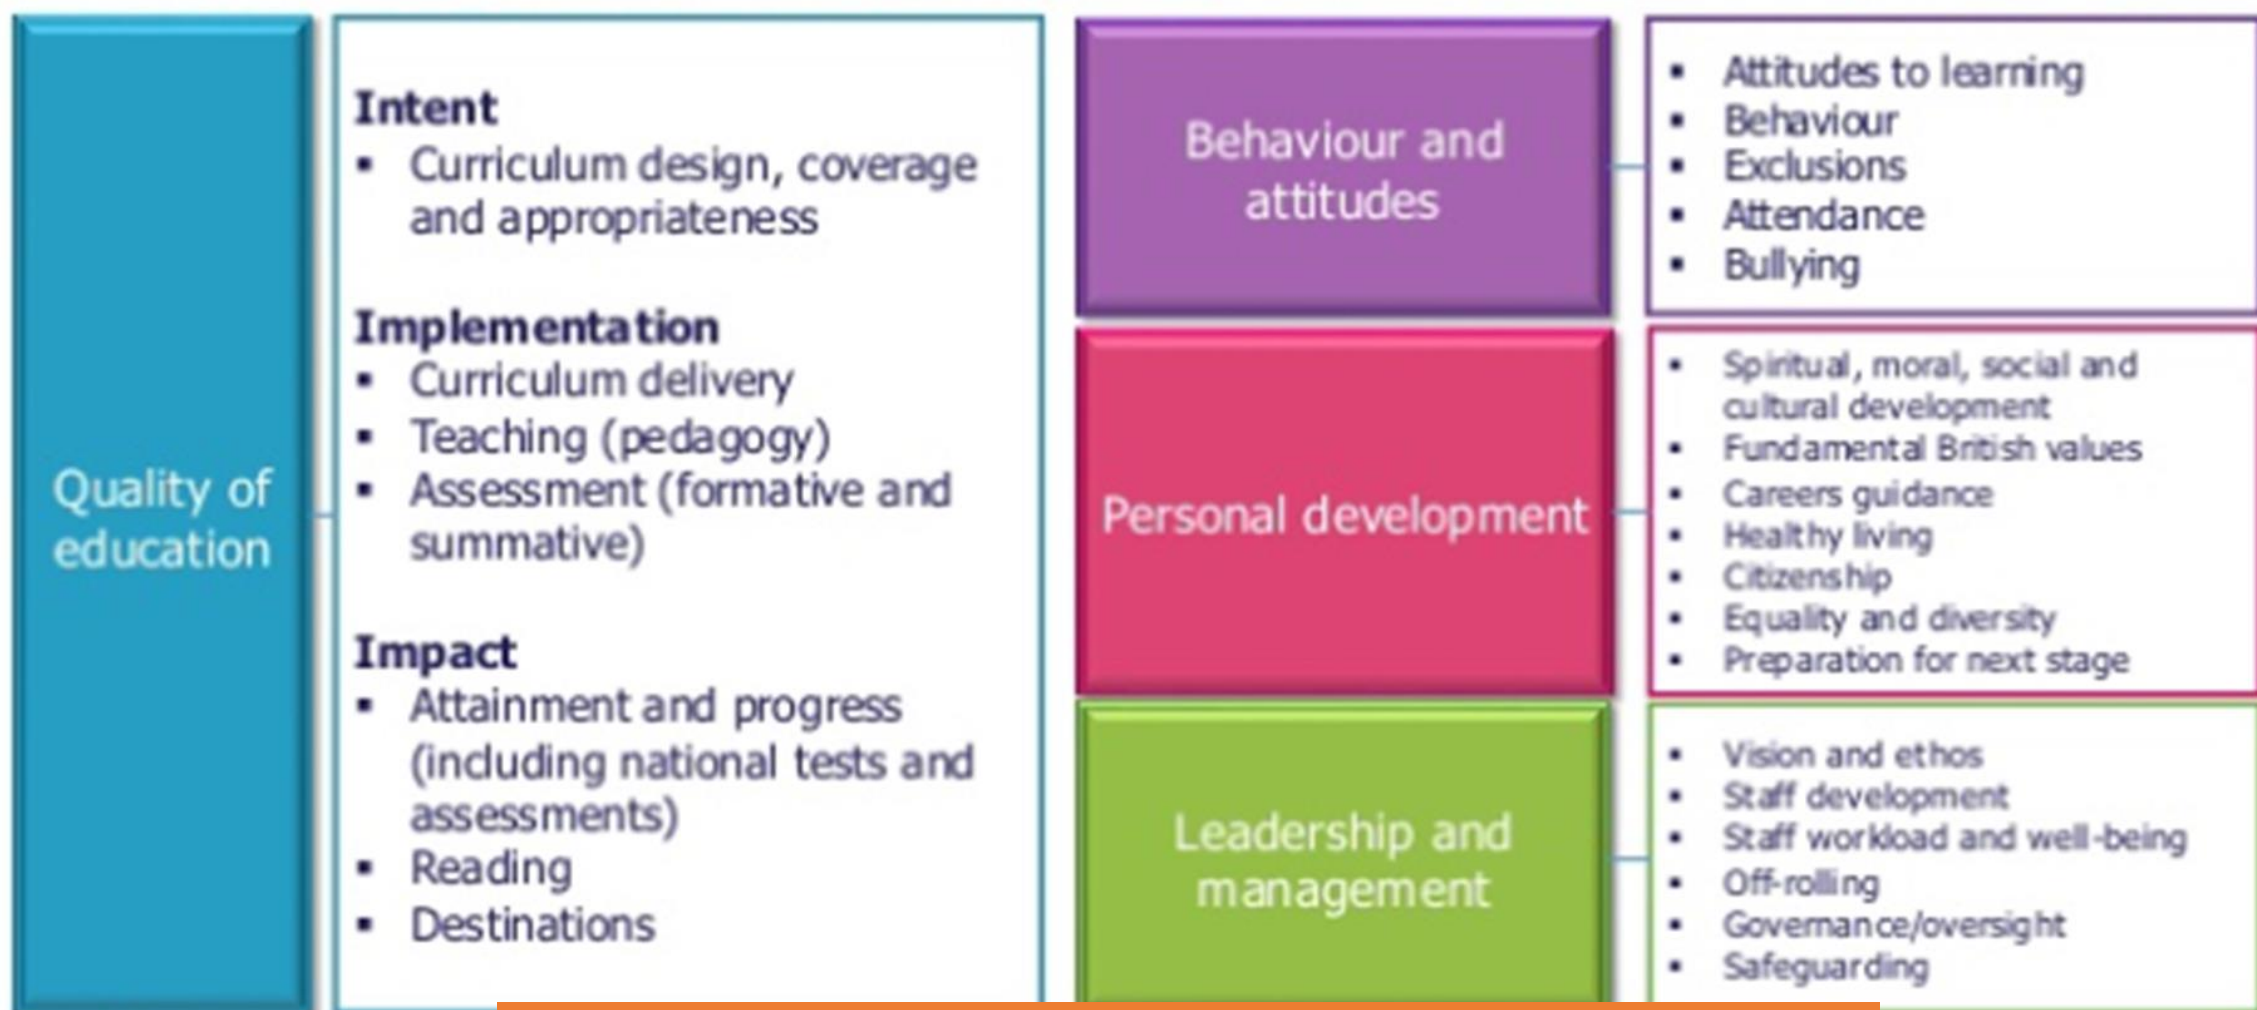 Quality of
education
Intent
▪ Curriculum design, coverage
and appropriateness
Implementation
▪ Curriculum delivery
▪ Teaching (pedagogy)
▪ Assessment (formative and
summative)
Impact
▪ Attainment and progress
(including national tests and
assessments)
▪ Reading
▪ Destinations
Behaviour and
attitudes
▪ Attitudes to learning
▪ Behaviour
▪ Exclusions
▪ Attendance
▪ Bullying
Personal development
▪ Spiritual, moral, social and
cultural development
▪ Fundamental British values
▪ Careers guidance
▪ Healthy living
▪ Citizenship
▪ Equality and diversity
▪ Preparation for next stage
Leadership and
management
▪ Vision and ethos
▪ Staff development
▪ Staff workload and well-being
▪ Off-rolling
▪ Governance/oversight
▪ Safeguarding